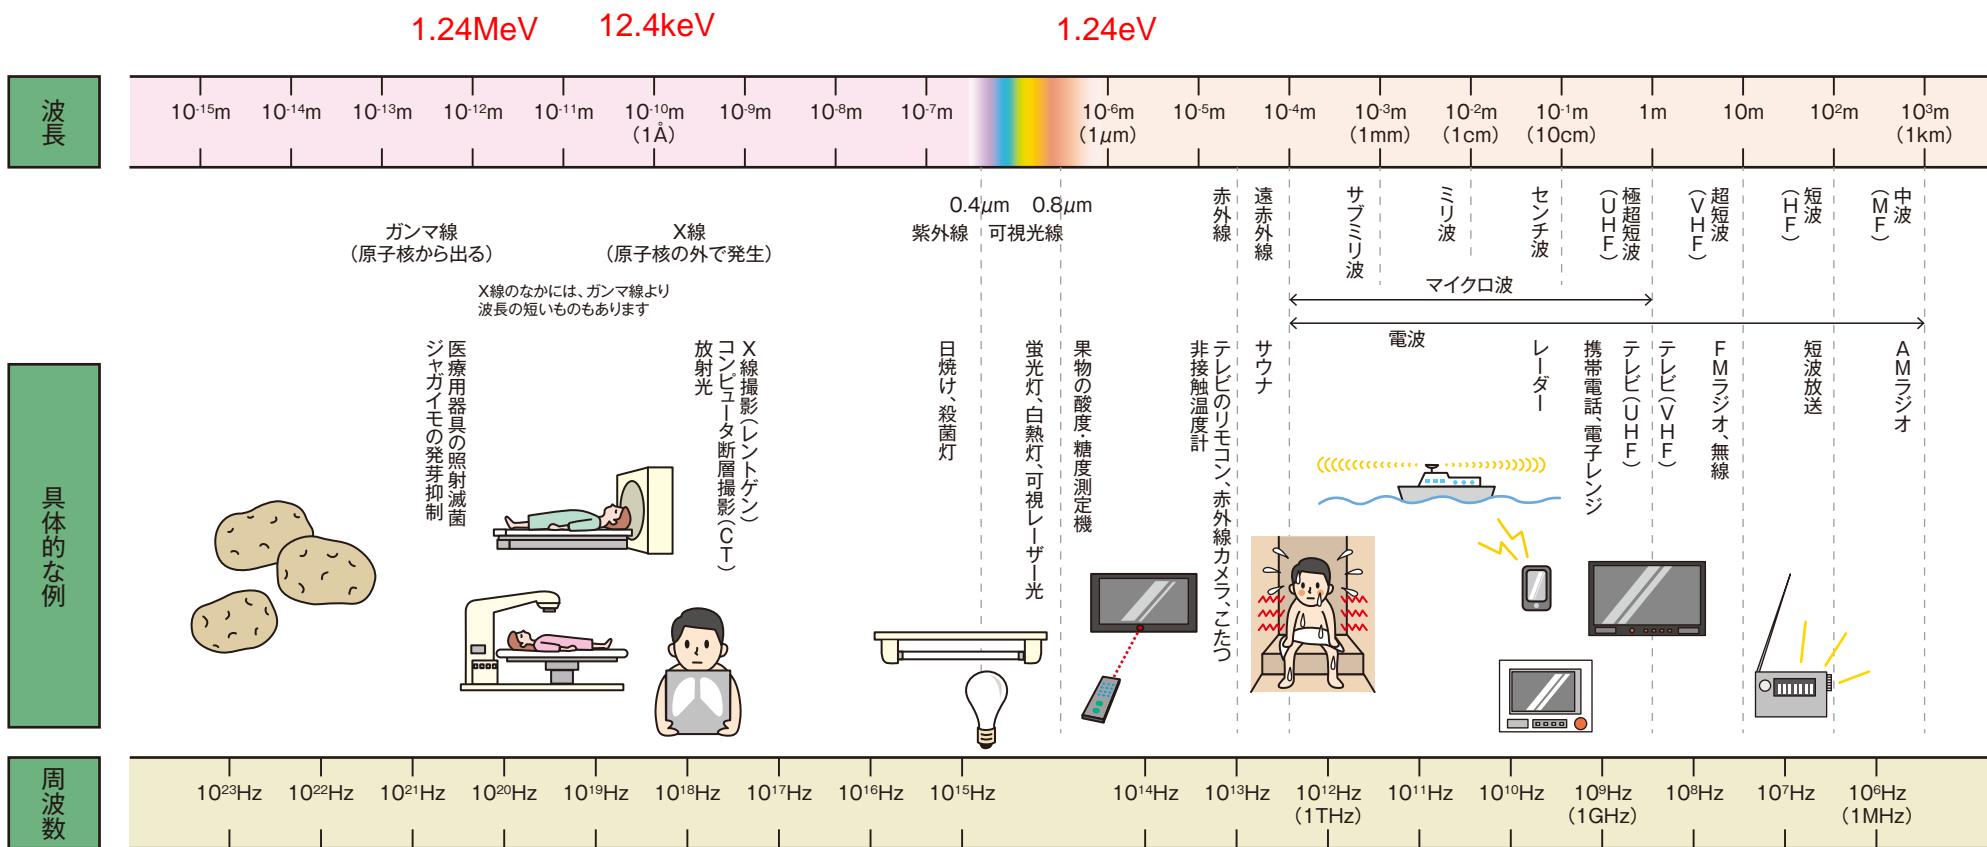 1.24MeV 12.4keV 1.24eV
波長
10-15m 10-14m 10-13m 10-12m 10-11m 10-10m 10-9m 10-8m 10-7m 10-6m 10-5m 10-4m 10-3m 10-2m 10-1m 1m 10m 102m 103m
（1Å） （1μm） （1mm） （1cm） （10cm） （1km）
0.4μm 0.8μm
ガンマ線
（原子核から出る）
X線
（原子核の外で発生）
X線のなかには、ガンマ線より
波長の短いものもあります
紫外線
可視光線
赤外線
遠赤外線
サブミリ波
ミリ波
センチ波
極超短波
（UHF）
超短波
（VHF）
短波
（HF）
中波
（MF）
マイクロ波
電波
具体的な例
医療用器具の照射滅菌
ジャガイモの発芽抑制
X線撮影（レントゲン）
コンピュータ断層撮影（CT）
放射光
日焼け、殺菌灯
蛍光灯、白熱灯、可視レーザー光
果物の酸度・糖度測定機
テレビのリモコン、赤外線カメラ、こたつ
非接触温度計
サウナ
レーダー
携帯電話、電子レンジ
テレビ（UHF）
テレビ（VHF）
FMラジオ、無線
短波放送
AMラジオ
周波数
1023Hz 1022Hz 1021Hz 1020Hz 1019Hz 1018Hz 1017Hz 1016Hz 1015Hz 1014Hz 1013Hz 1012Hz 1011Hz 1010Hz 109Hz 108Hz 107Hz 106Hz
（1THz） （1GHz） （1MHz）